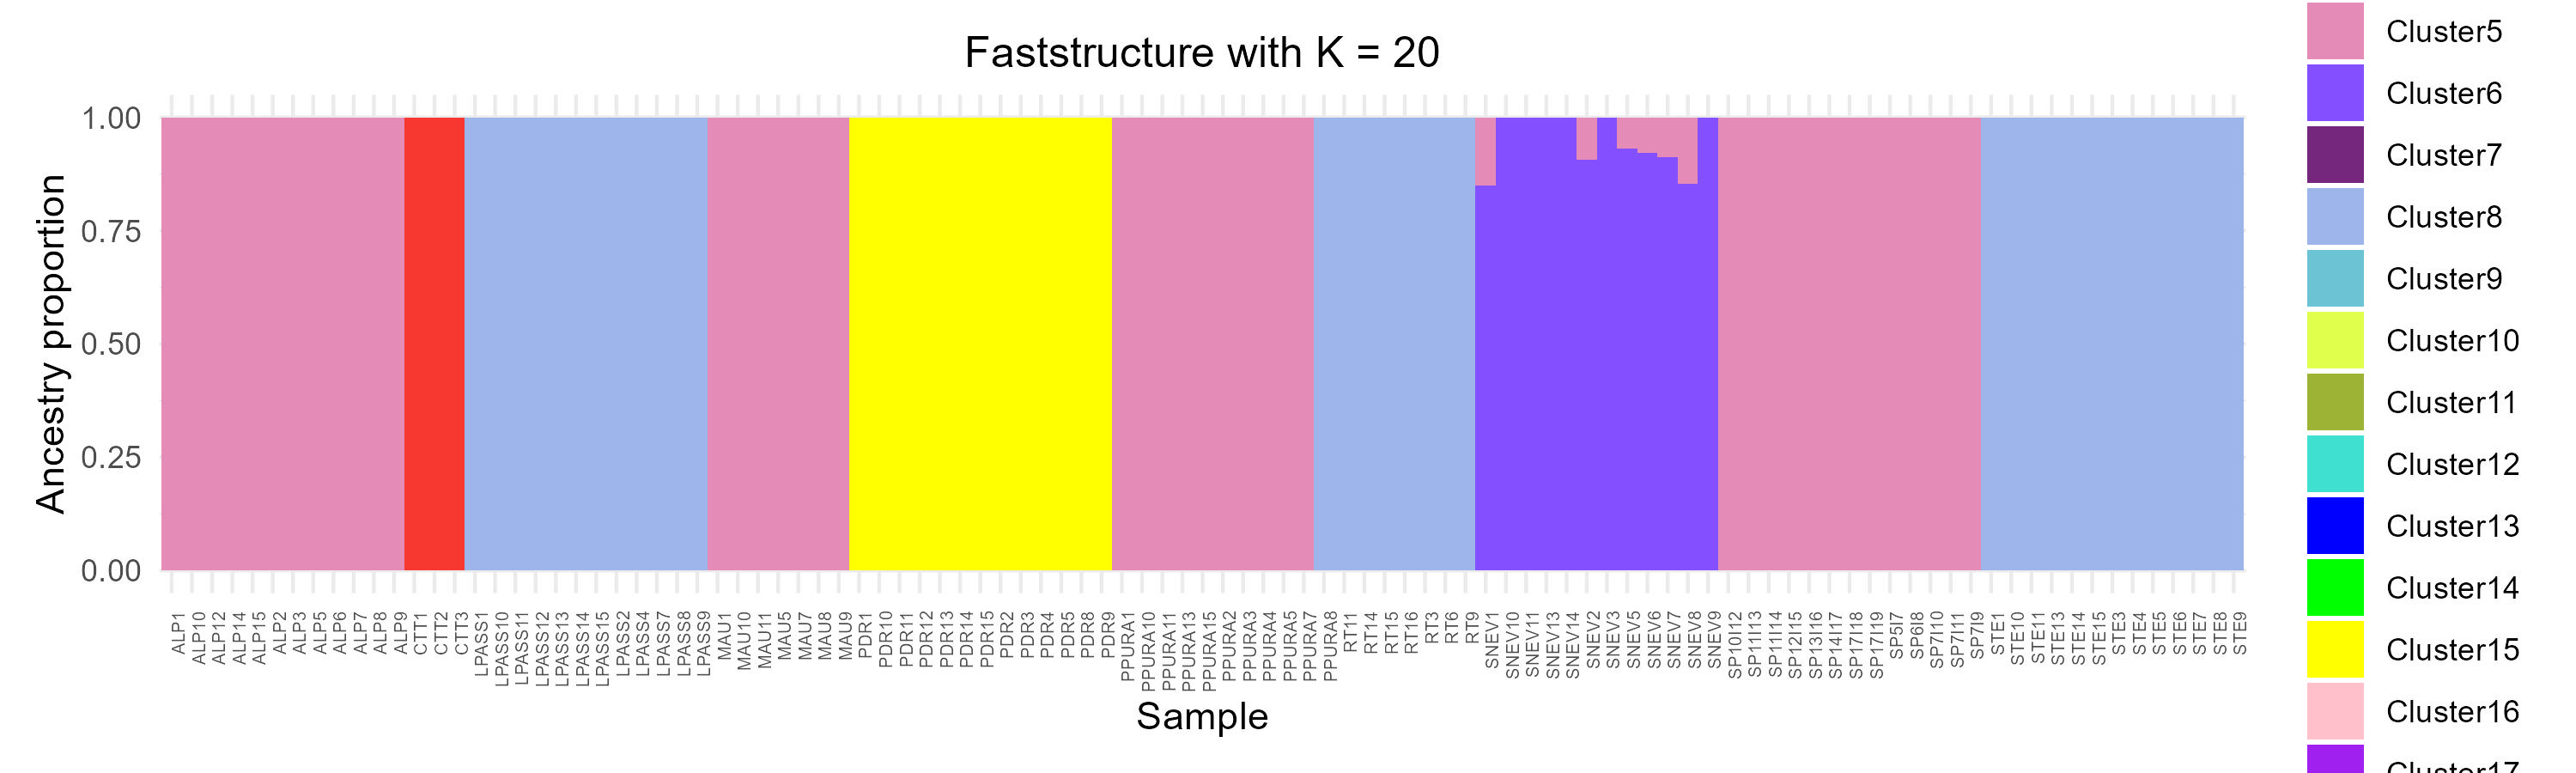 Faststructure with K = 20
Ancestry proportion
1.00
0.75
0.50
0.25
0.00
ALP1
ALP10
ALP12
ALP14
ALP15
ALP2
ALP3
ALP5
ALP6
ALP7
ALP8
ALP9
CTT1
CTT2
CTT3
LPASS1
LPASS10
LPASS11
LPASS12
LPASS13
LPASS14
LPASS15
LPASS2
LPASS4
LPASS7
LPASS8
LPASS9
MAU1
MAU10
MAU11
MAU5
MAU7
MAU8
MAU9
PDR1
PDR10
PDR11
PDR12
PDR13
PDR14
PDR15
PDR2
PDR3
PDR4
PDR5
PDR8
PDR9
PPURA1
PPURA10
PPURA11
PPURA13
PPURA15
PPURA2
PPURA3
PPURA4
PPURA5
PPURA7
PPURA8
RT11
RT14
RT15
RT16
RT3
RT6
RT9
SNEV1
SNEV10
SNEV11
SNEV13
SNEV14
SNEV2
SNEV3
SNEV5
SNEV6
SNEV7
SNEV8
SNEV9
SP10I12
SP11I13
SP11I14
SP12I15
SP13I16
SP14I17
SP17I18
SP17I19
SP5I7
SP6I8
SP7I10
SP7I11
SP7I9
STE1
STE10
STE11
STE13
STE14
STE15
STE3
STE4
STE5
STE6
STE7
STE8
STE9
Sample
Cluster5
Cluster6
Cluster7
Cluster8
Cluster9
Cluster10
Cluster11
Cluster12
Cluster13
Cluster14
Cluster15
Cluster16
Cluster17